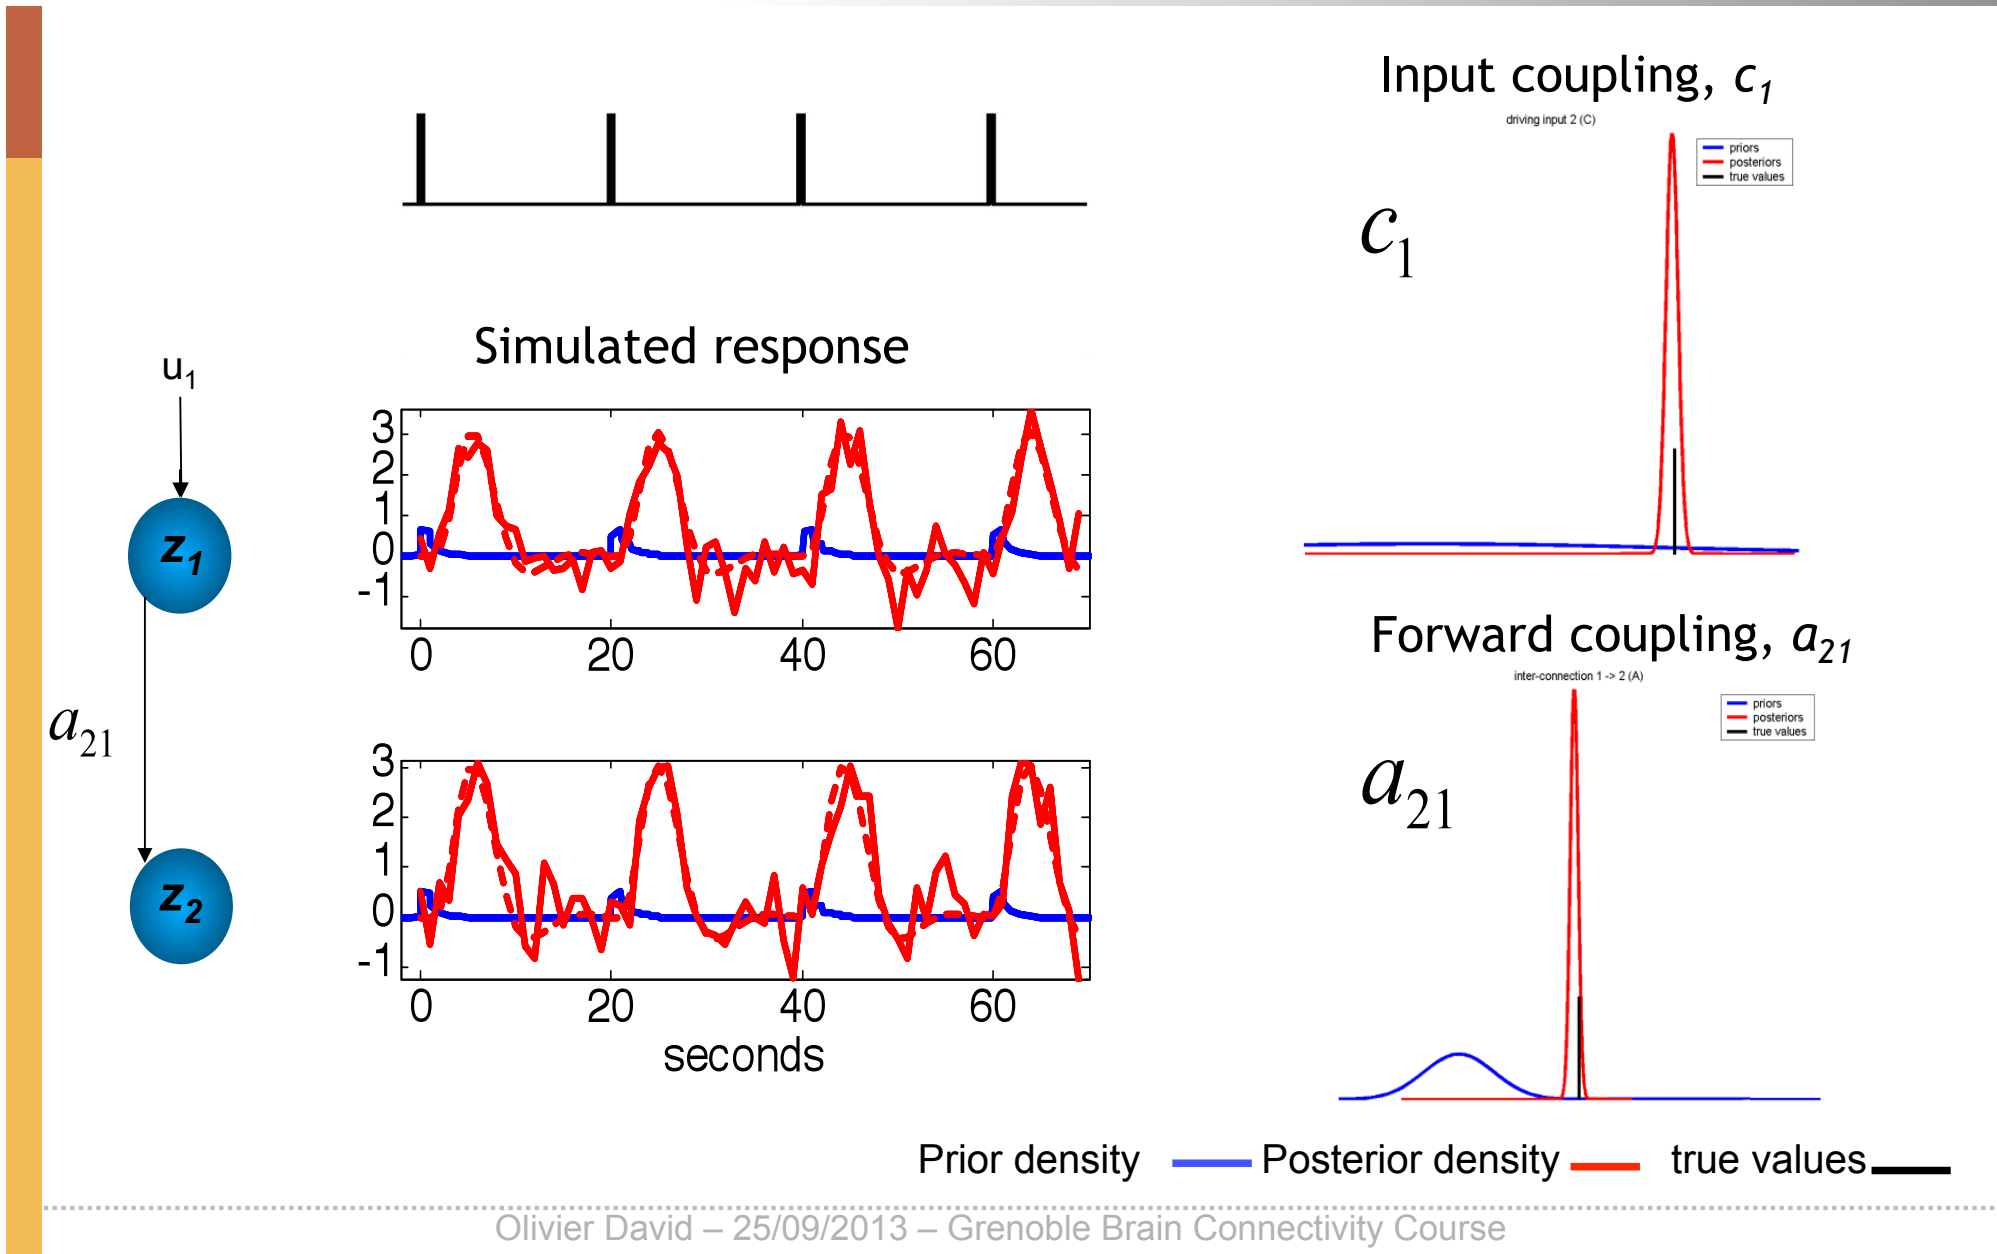 Input coupling, c1
driving input 2 (C)
priors
posteriors
true values
c1
Simulated response
u1
z1
3
2
1
0
-1
0 20 40 60
a21
z2
3
2
1
0
-1
0 20 40 60
seconds
Forward coupling, a21
inter-connection 1 -> 2 (A)
priors
posteriors
true values
a21
Prior density Posterior density true values
Olivier David – 25/09/2013 – Grenoble Brain Connectivity Course